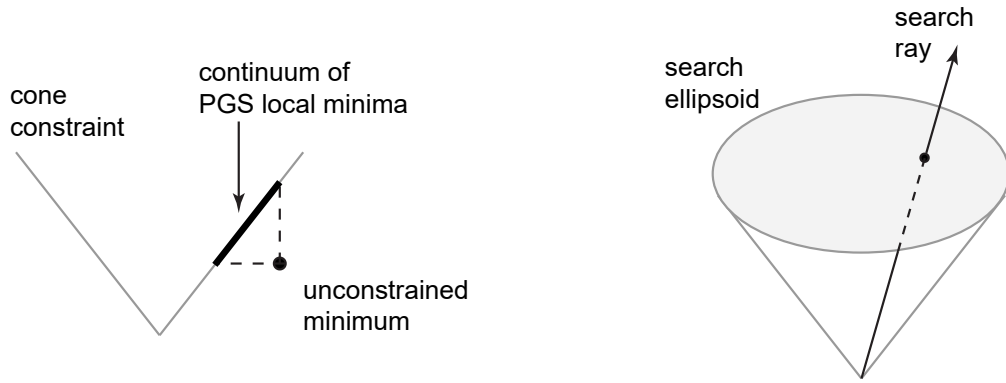 cone
constraint
continuum of
PGS local minima
unconstrained
minimum
search
ellipsoid
search
ray